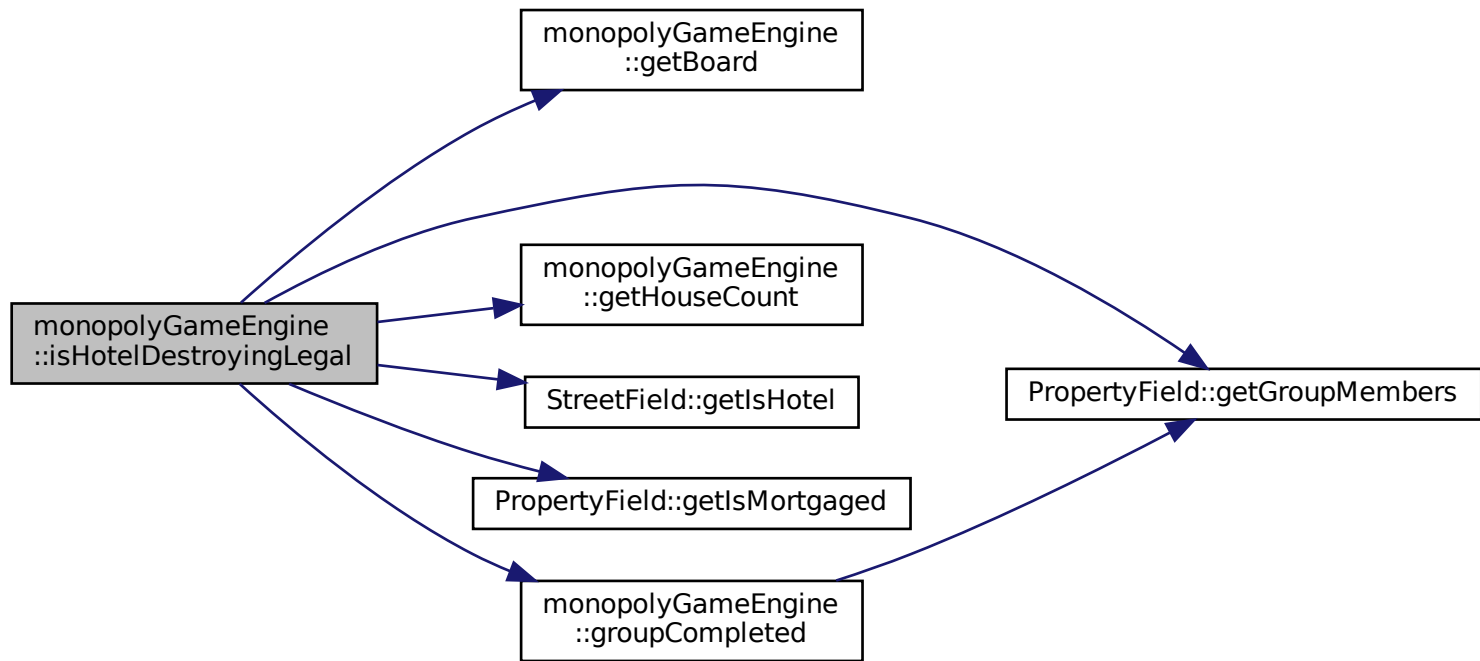 monopolyGameEngine
::getBoard
monopolyGameEngine
::getHouseCount
monopolyGameEngine
::isHotelDestroyingLegal
StreetField::getIsHotel
PropertyField::getGroupMembers
PropertyField::getIsMortgaged
monopolyGameEngine
::groupCompleted